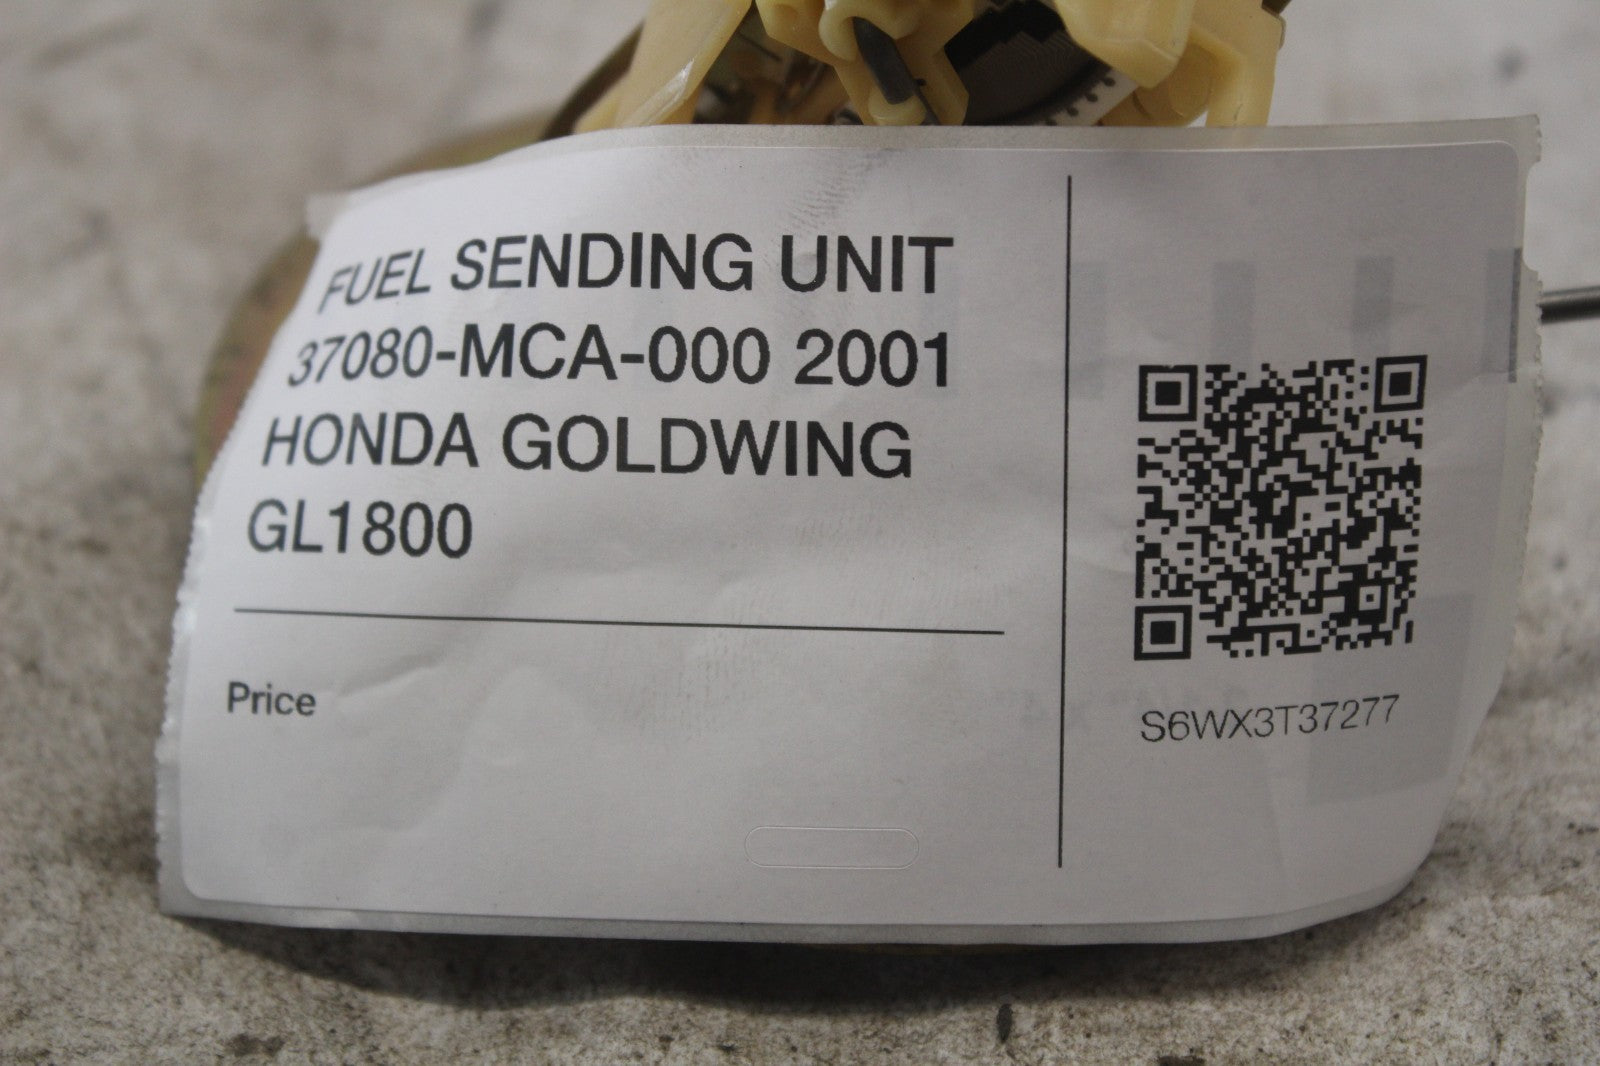 FUEL SENDING UNIT
37080-MCA-000 2001
HONDA GOLDWING
GL1800
Price
S6WX3T37277